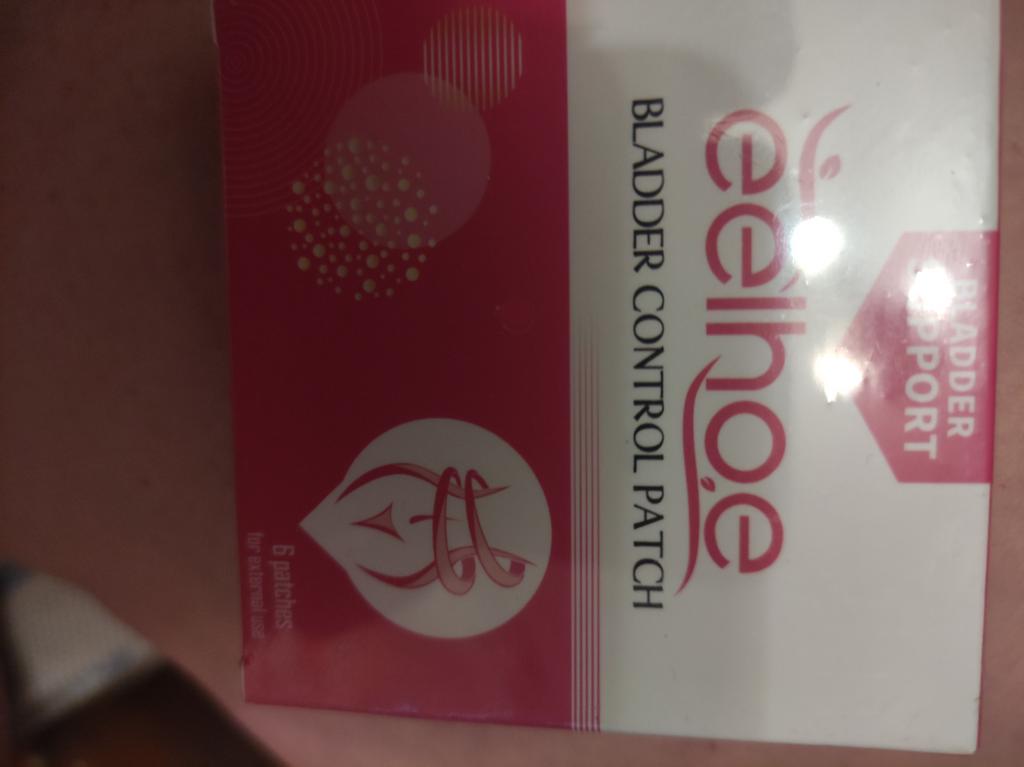 BLADDER
SUPPORT
eelhoe
BLADDER CONTROL PATCH
6 patches
for external use